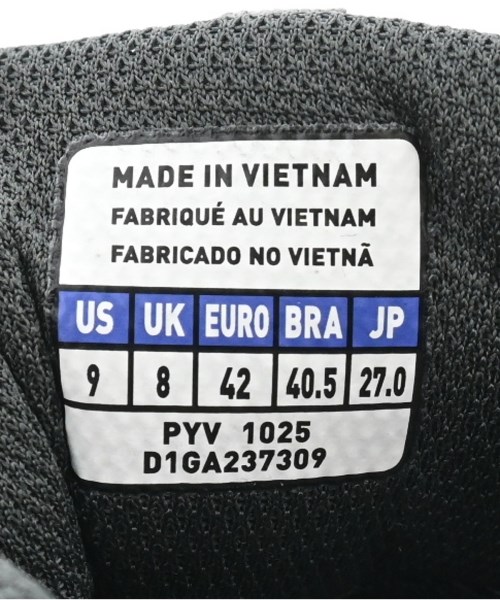 MADE IN VIETNAM
FABRIQUÉ AU VIETNAM
FABRICADO NO VIETNÃ
US UK EURO BRA JP
9 8 42 40.5 27.0
PYV 1025
D1GA237309